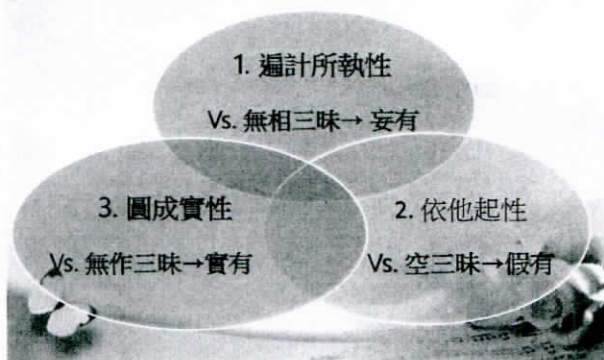 1. 遍計所執性
Vs. 無相三昧→ 妄有
3. 圓成實性
Vs. 無作三昧→實有
2. 依他起性
Vs. 空三昧→假有